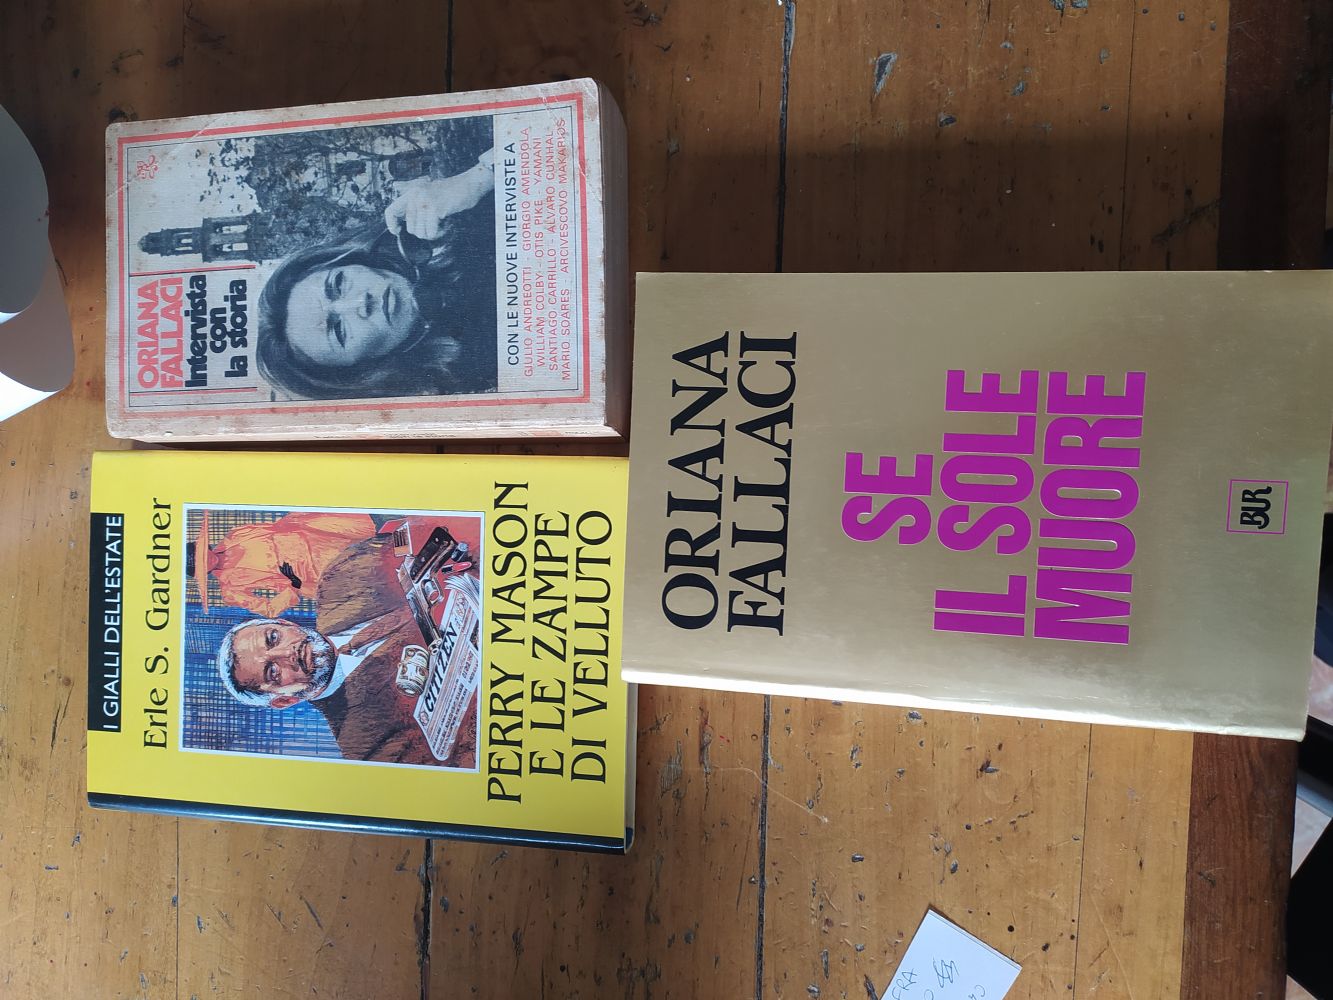 ORIANA
FALLACI
Intervista
con
la storia
CON LE NUOVE INTERVISTE A
GIULIO ANDREOTTI - GIORGIO AMENDOLA
WILLIAM COLBY - OTIS PIKE - YAMANI
SANTIAGO CARRILLO - ALVARO CUNHAL
MARIO SOARES - ARCIVESCOVO MAKARIOS
I GIALLI DELL'ESTATE
Erle S. Gardner
CITIZEN
PERRY MASON
E LE ZAMPE
DI VELLUTO
ORIANA
FALLACI
SE
IL SOLE
MUORE
BUR